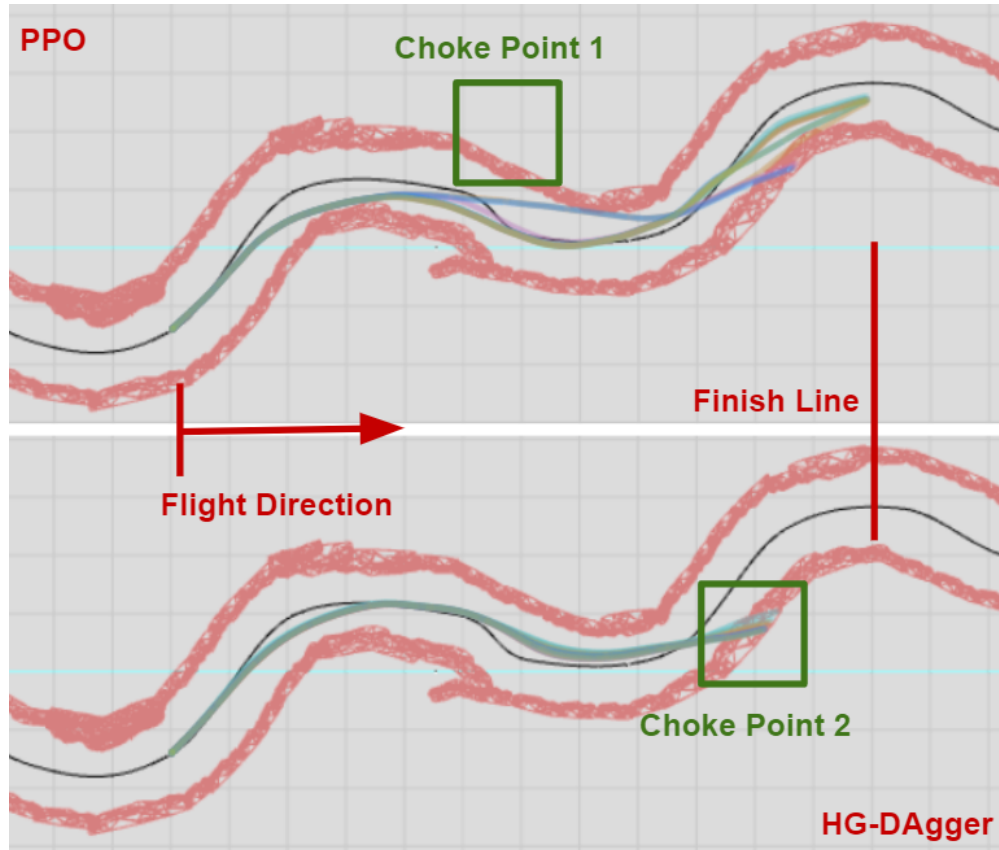 PPO
Choke Point 1
Finish Line
Flight Direction
Choke Point 2
HG-DAgger